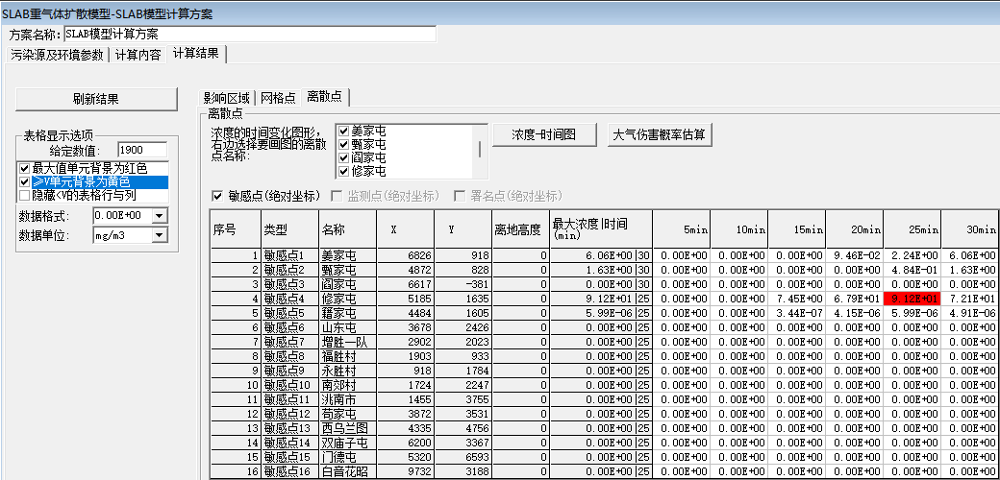 SLAB重气体扩散模型-SLAB模型计算方案
方案名称: SLAB模型计算方案
污染源及环境参数 计算内容 计算结果
刷新结果
表格显示选项
给定数值: 1900
最大值单元背景为红色
≥V单元背景为黄色
隐藏<V的表格行与列
数据格式: 0.00E+00
数据单位: mg/m3
影响区域 网格点 离散点
离散点
浓度的时间变化图形,
右边选择要画图的离散
点名称:
姜家屯
甄家屯
阎家屯
修家屯
浓度-时间图 大气伤害概率估算
敏感点(绝对坐标) 监测点(绝对坐标) 署名点(绝对坐标)
序号 类型 名称 X Y 离地高度 最大浓度|时间(min) 5min 10min 15min 20min 25min 30min
1 敏感点1 姜家屯 6826 918 0 6.06E+00|30 0.00E+00 0.00E+00 0.00E+00 9.46E-02 2.24E+00 6.06E+00
2 敏感点2 甄家屯 4872 828 0 1.63E+00|30 0.00E+00 0.00E+00 0.00E+00 0.00E+00 4.84E-01 1.63E+00
3 敏感点3 阎家屯 6617 -381 0 0.00E+00|30 0.00E+00 0.00E+00 0.00E+00 0.00E+00 0.00E+00 0.00E+00
4 敏感点4 修家屯 5185 1635 0 9.12E+01|25 0.00E+00 0.00E+00 7.45E+00 6.79E+01 9.12E+01 7.21E+01
5 敏感点5 籍家屯 4484 1605 0 5.99E-06|25 0.00E+00 0.00E+00 3.44E-07 4.15E-06 5.99E-06 4.91E-06
6 敏感点6 山东屯 3678 2426 0 0.00E+00|25 0.00E+00 0.00E+00 0.00E+00 0.00E+00 0.00E+00 0.00E+00
7 敏感点7 增胜一队 2902 2023 0 0.00E+00|25 0.00E+00 0.00E+00 0.00E+00 0.00E+00 0.00E+00 0.00E+00
8 敏感点8 福胜村 1903 933 0 0.00E+00|25 0.00E+00 0.00E+00 0.00E+00 0.00E+00 0.00E+00 0.00E+00
9 敏感点9 永胜村 918 1784 0 0.00E+00|25 0.00E+00 0.00E+00 0.00E+00 0.00E+00 0.00E+00 0.00E+00
10 敏感点10 南郊村 1724 2247 0 0.00E+00|25 0.00E+00 0.00E+00 0.00E+00 0.00E+00 0.00E+00 0.00E+00
11 敏感点11 洮南市 1455 3755 0 0.00E+00|25 0.00E+00 0.00E+00 0.00E+00 0.00E+00 0.00E+00 0.00E+00
12 敏感点12 苟家屯 3872 3531 0 0.00E+00|25 0.00E+00 0.00E+00 0.00E+00 0.00E+00 0.00E+00 0.00E+00
13 敏感点13 西乌兰图 4335 4756 0 0.00E+00|25 0.00E+00 0.00E+00 0.00E+00 0.00E+00 0.00E+00 0.00E+00
14 敏感点14 双庙子屯 6200 3367 0 0.00E+00|25 0.00E+00 0.00E+00 0.00E+00 0.00E+00 0.00E+00 0.00E+00
15 敏感点15 门德屯 5320 6593 0 0.00E+00|25 0.00E+00 0.00E+00 0.00E+00 0.00E+00 0.00E+00 0.00E+00
16 敏感点16 白音花昭 9732 3188 0 0.00E+00|25 0.00E+00 0.00E+00 0.00E+00 0.00E+00 0.00E+00 0.00E+00